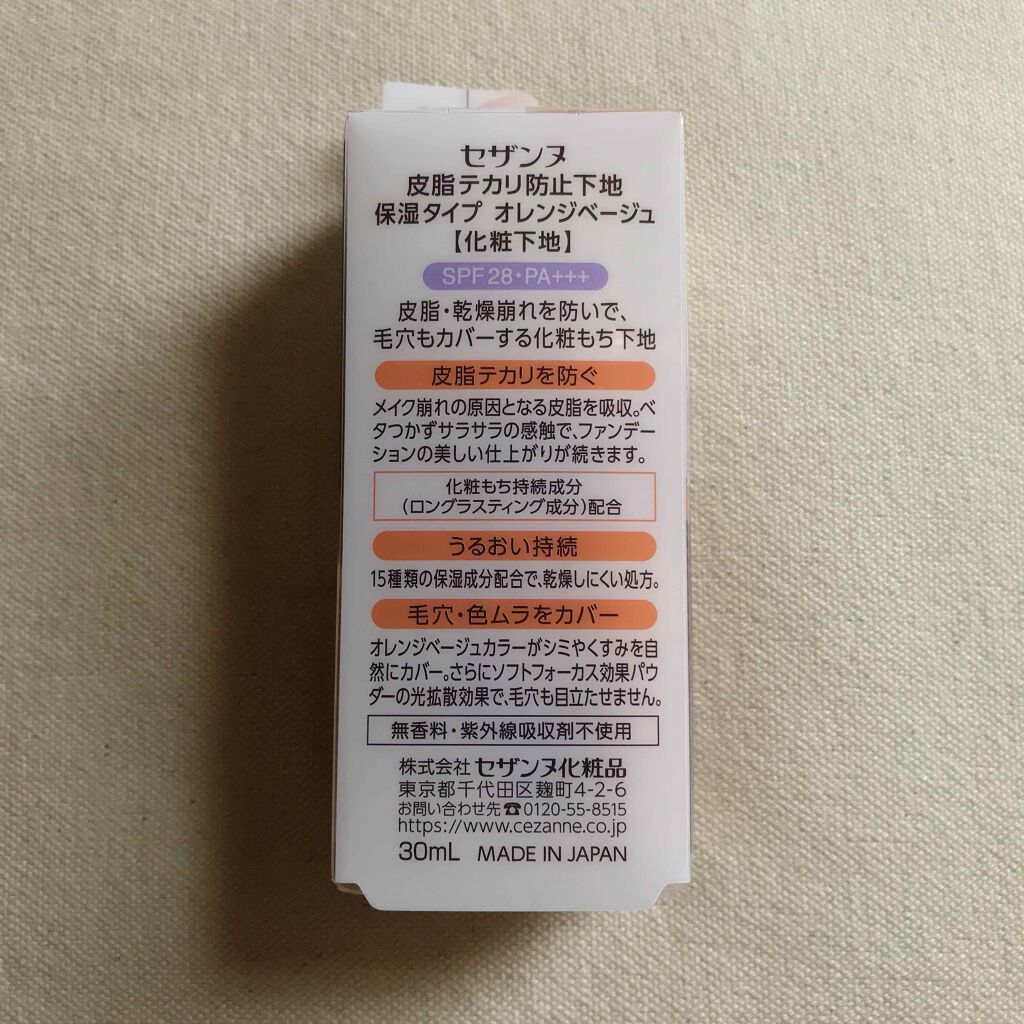 セザンヌ
皮脂テカリ防止下地
保湿タイプ オレンジベージュ
【化粧下地】
SPF28・PA+++
皮脂・乾燥崩れを防いで、
毛穴もカバーする化粧もち下地
皮脂テカリを防ぐ
メイク崩れの原因となる皮脂を吸収。ベ
タつかずサラサラの感触で、ファンデー
ションの美しい仕上がりが続きます。
化粧もち持続成分
(ロングラスティング成分)配合
うるおい持続
15種類の保湿成分配合で、乾燥しにくい処方。
毛穴・色ムラをカバー
オレンジベージュカラーがシミやくすみを自
然にカバー。さらにソフトフォーカス効果パウ
ダーの光拡散効果で、毛穴も目立たせません。
無香料・紫外線吸収剤不使用
株式会社 セザンヌ化粧品
東京都千代田区麹町4-2-6
お問い合わせ先☎0120-55-8515
https://www.cezanne.co.jp
30mL MADE IN JAPAN